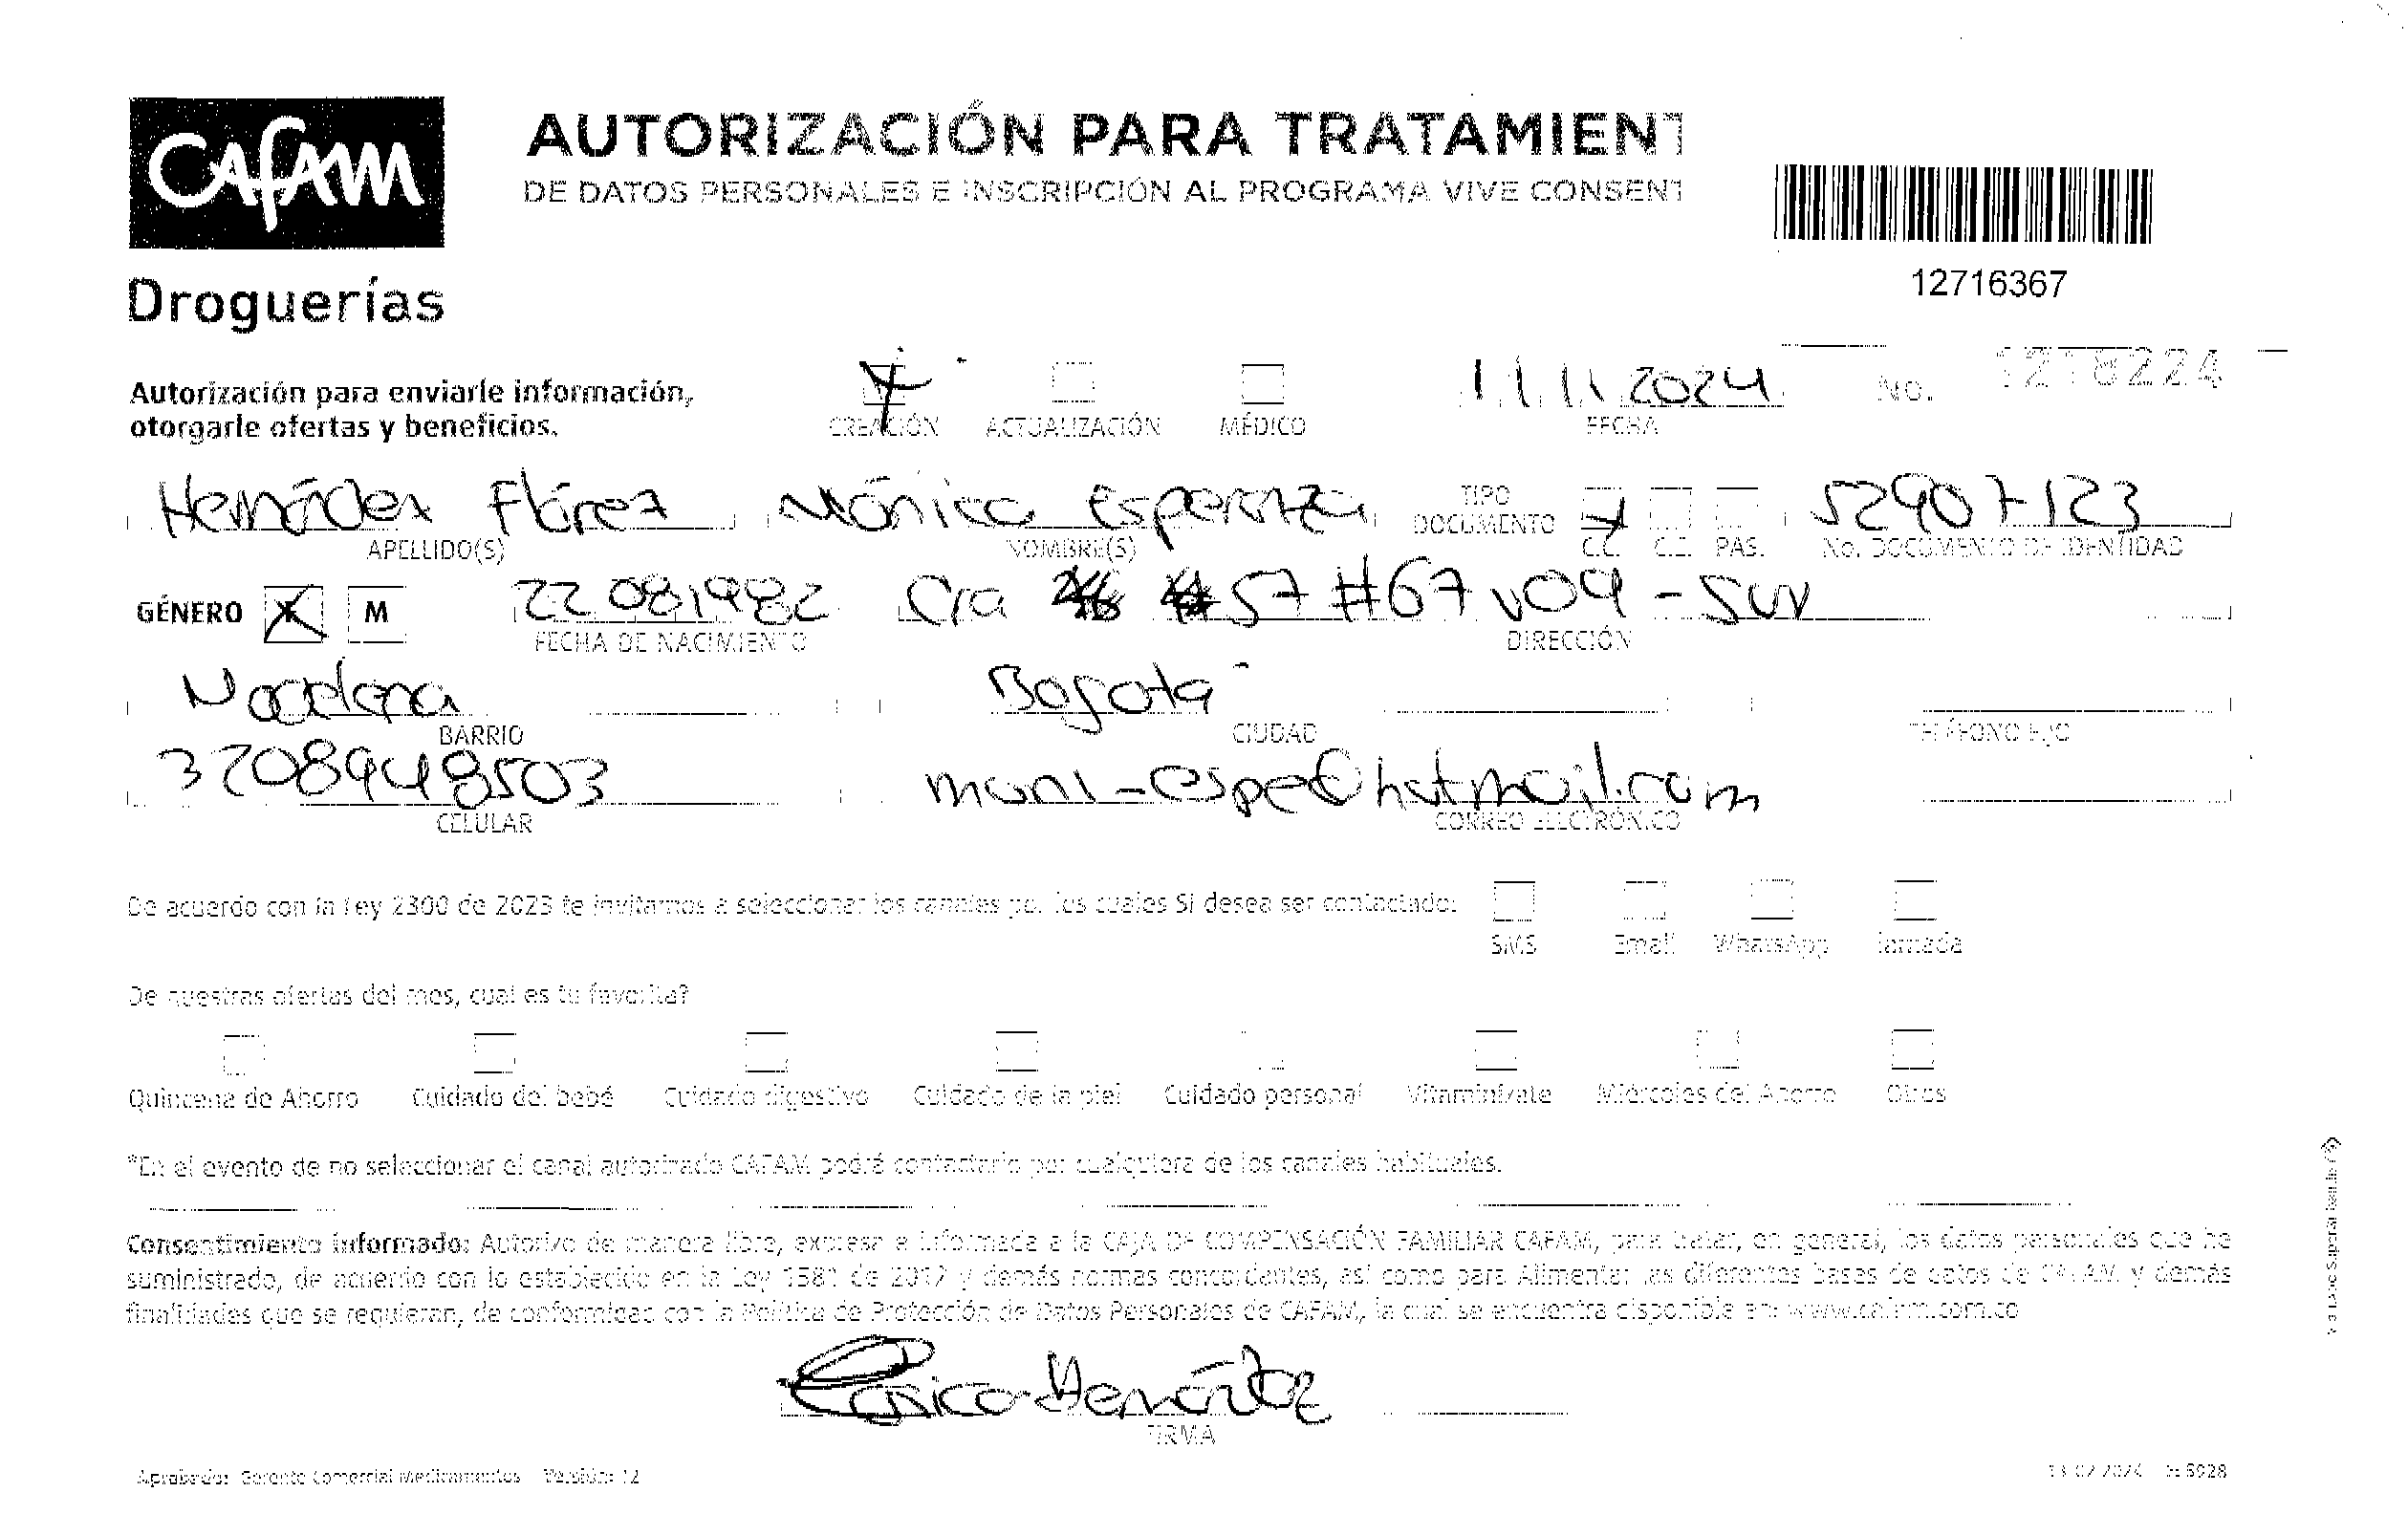 CAFAM
AUTORIZACIÓN PARA TRATAMIENT
DE DATOS PERSONALES E INSCRIPCIÓN AL PROGRAMA VIVE CONSENT
12716367
Droguerías
Autorización para enviarle información,
otorgarle ofertas y beneficios.
CREACIÓN ACTUALIZACIÓN MÉDICO
11 11 2024
FECHA
No. 1218224
Hernández Flórez Mónica Esperanza
TIPO DOCUMENTO
52907123
APELLIDO(S) NOMBRE(S) C.C. C.E. PAS. No. DOCUMENTO DE IDENTIDAD
GÉNERO M 22 08 1982 Cra 57 #67 v09 - Sur
FECHA DE NACIMIENTO DIRECCIÓN
Madelena Bogotá
BARRIO CIUDAD TELÉFONO FIJO
3208948503 moni-espe@hotmail.com
CELULAR CORREO ELECTRÓNICO
De acuerdo con la Ley 2300 de 2023 te invitamos a seleccionar los canales por los cuales Si desea ser contactado:
SMS Email WhatsApp llamada
De nuestras ofertas del mes, cual es tu favorita?
Quincena de Ahorro Cuidado del bebé Cuidado digestivo Cuidado de la piel Cuidado personal Vitaminízate Miércoles del Ahorro Otros
*En el evento de no seleccionar el canal autorizado CAFAM podrá contactarlo por cualquiera de los canales habituales.
Consentimiento informado: Autorizo de manera libre, expresa e informada a la CAJA DE COMPENSACIÓN FAMILIAR CAFAM, para tratar, en general, los datos personales que he
suministrado, de acuerdo con lo establecido en la Ley 1581 de 2012 y demás normas concordantes, así como para Alimentar las diferentes bases de datos de CAFAM y demás
finalidades que se requieran, de conformidad con la Política de Protección de Datos Personales de CAFAM, la cual se encuentra disponible en: www.cafam.com.co
Hernández
FIRMA
Aprobado: Gerente Comercial Medicamentos Versión: 12